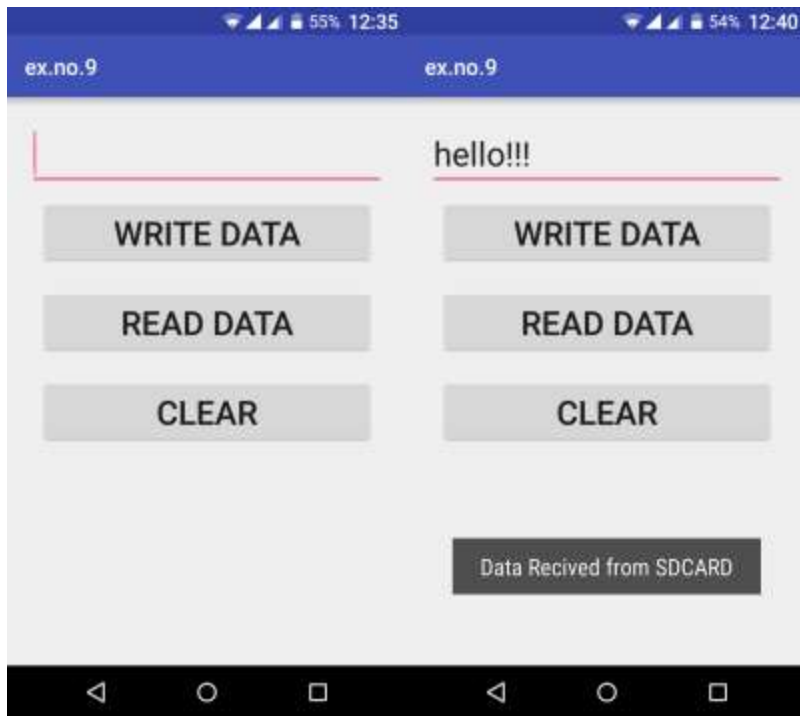 55% 12:35
ex.no.9
WRITE DATA
READ DATA
CLEAR
54% 12:40
ex.no.9
hello!!!
WRITE DATA
READ DATA
CLEAR
Data Recived from SDCARD